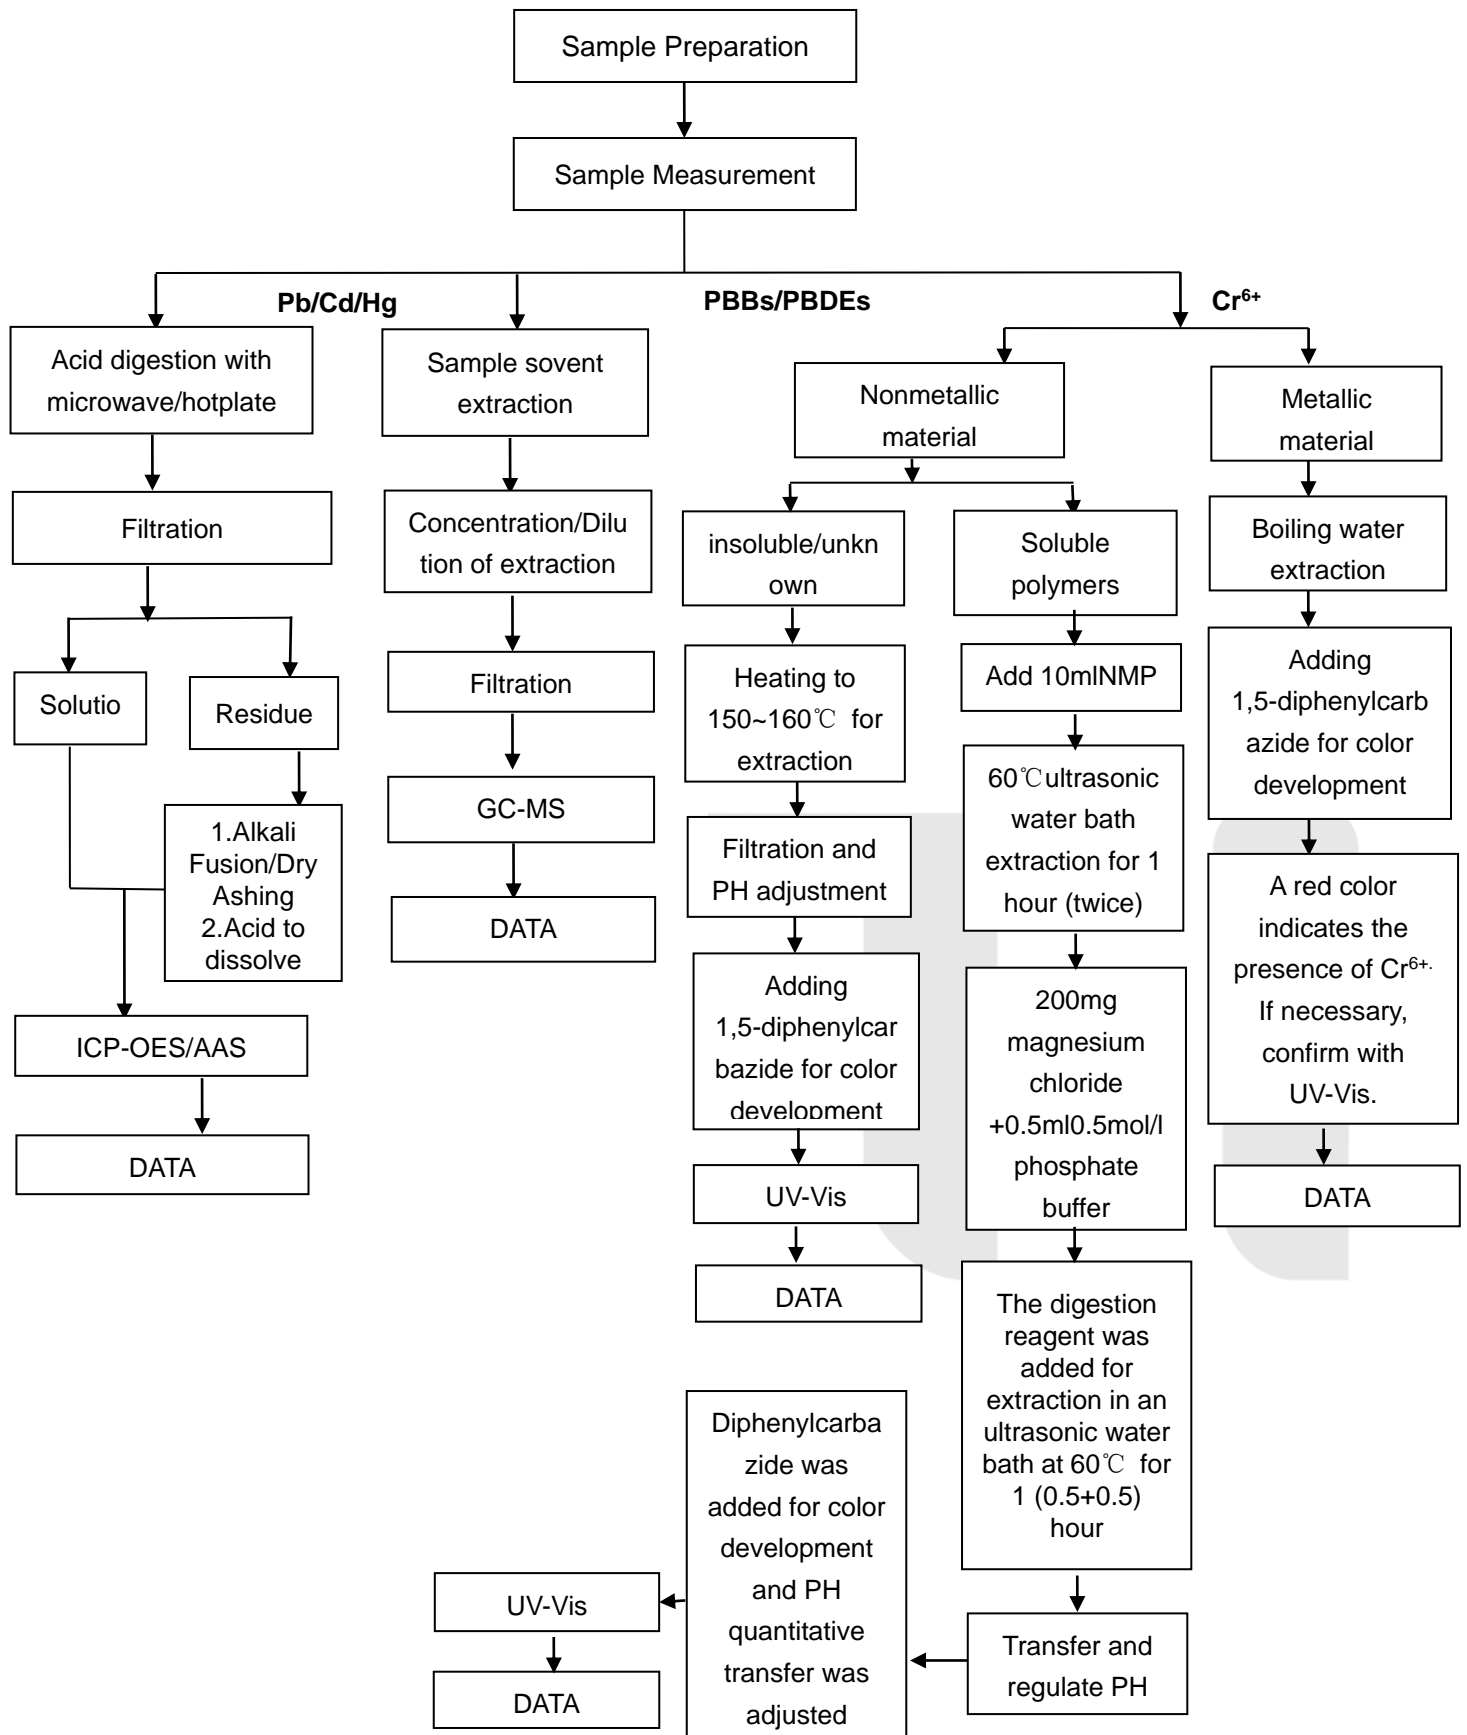 Sample Preparation
Sample Measurement
Pb/Cd/Hg
PBBs/PBDEs
Cr⁶⁺
Acid digestion with
microwave/hotplate
Filtration
Solutio
Residue
1.Alkali
Fusion/Dry
Ashing
2.Acid to
dissolve
ICP-OES/AAS
DATA
Sample sovent
extraction
Concentration/Dilu
tion of extraction
Filtration
GC-MS
DATA
Nonmetallic
material
insoluble/unkn
own
Heating to
150~160℃ for
extraction
Filtration and
PH adjustment
Adding
1,5-diphenylcar
bazide for color
development
UV-Vis
DATA
Soluble
polymers
Add 10mlNMP
60℃ultrasonic
water bath
extraction for 1
hour (twice)
200mg
magnesium
chloride
+0.5ml0.5mol/l
phosphate
buffer
The digestion
reagent was
added for
extraction in an
ultrasonic water
bath at 60℃ for
1 (0.5+0.5)
hour
Transfer and
regulate PH
Diphenylcarba
zide was
added for color
development
and PH
quantitative
transfer was
adjusted
UV-Vis
DATA
Metallic
material
Boiling water
extraction
Adding
1,5-diphenylcarb
azide for color
development
A red color
indicates the
presence of Cr⁶⁺.
If necessary,
confirm with
UV-Vis.
DATA